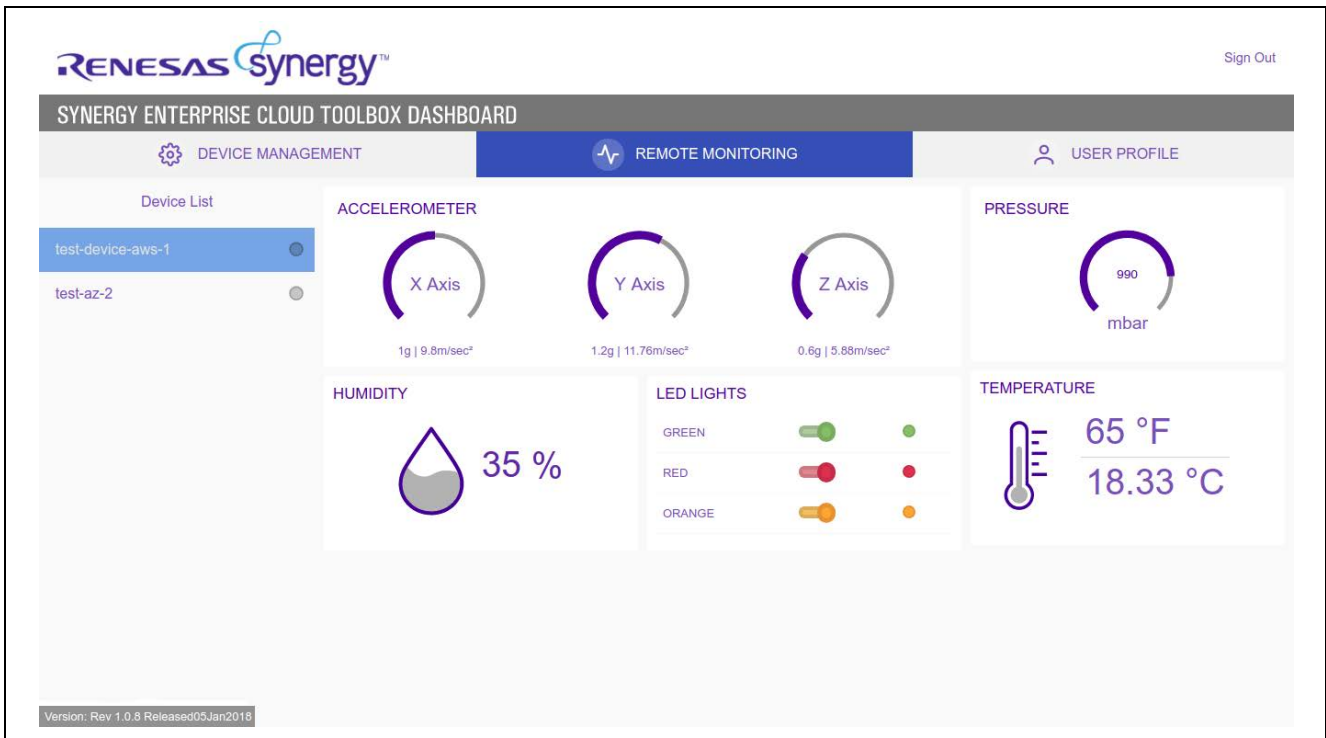 RENESAS synergy™
Sign Out
SYNERGY ENTERPRISE CLOUD TOOLBOX DASHBOARD
DEVICE MANAGEMENT
REMOTE MONITORING
USER PROFILE
Device List
test-device-aws-1
test-az-2
ACCELEROMETER
X Axis
Y Axis
Z Axis
1g | 9.8m/sec²
1.2g | 11.76m/sec²
0.6g | 5.88m/sec²
PRESSURE
990
mbar
HUMIDITY
35 %
LED LIGHTS
GREEN
RED
ORANGE
TEMPERATURE
65 °F
18.33 °C
Version: Rev 1.0.8 Released05Jan2018